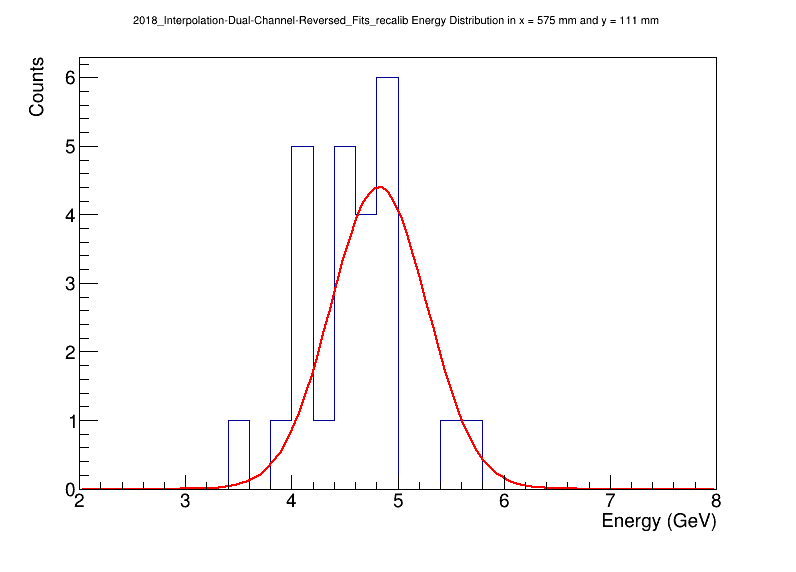 2018_Interpolation-Dual-Channel-Reversed_Fits_recalib Energy Distribution in x = 575 mm and y = 111 mm
Counts
6
5
4
3
2
1
0
2 3 4 5 6 7 8
Energy (GeV)